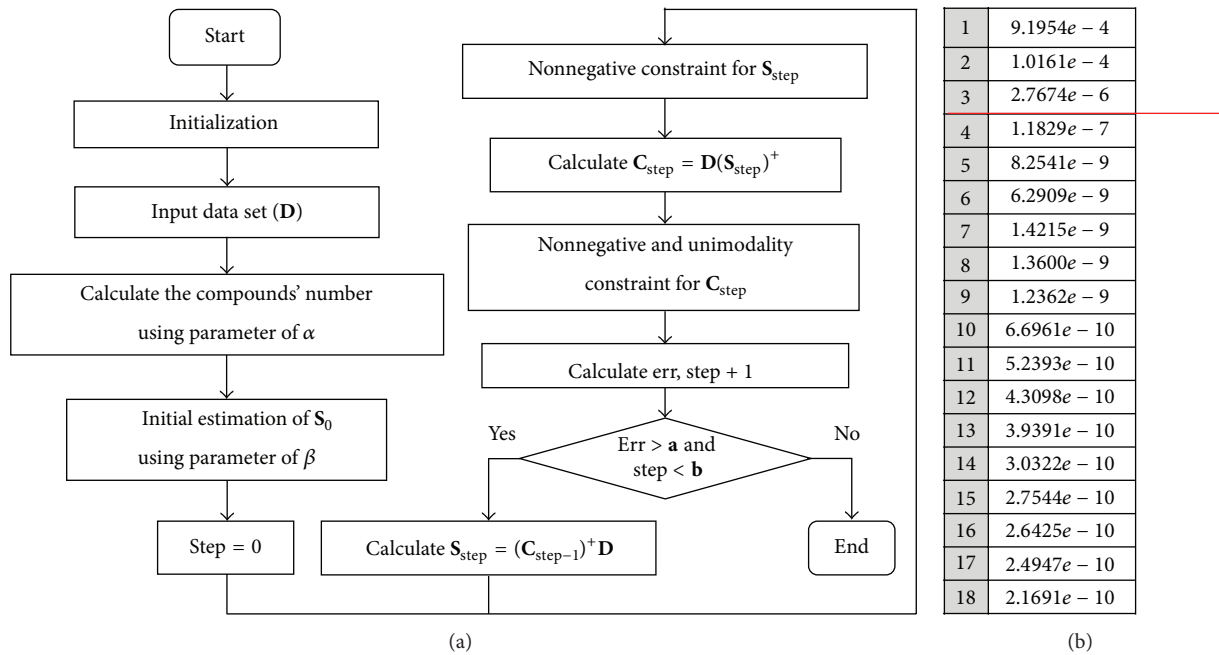 Start
Initialization
Input data set (D)
Calculate the compounds’ number
using parameter of α
Initial estimation of S₀
using parameter of β
Step = 0
Nonnegative constraint for S_step
Calculate C_step = D(S_step)⁺
Nonnegative and unimodality
constraint for C_step
Calculate err, step + 1
Yes
Err > a and
step < b
No
Calculate S_step = (C_step−1)⁺D
End
(a)
1 9.1954e − 4
2 1.0161e − 4
3 2.7674e − 6
4 1.1829e − 7
5 8.2541e − 9
6 6.2909e − 9
7 1.4215e − 9
8 1.3600e − 9
9 1.2362e − 9
10 6.6961e − 10
11 5.2393e − 10
12 4.3098e − 10
13 3.9391e − 10
14 3.0322e − 10
15 2.7544e − 10
16 2.6425e − 10
17 2.4947e − 10
18 2.1691e − 10
(b)